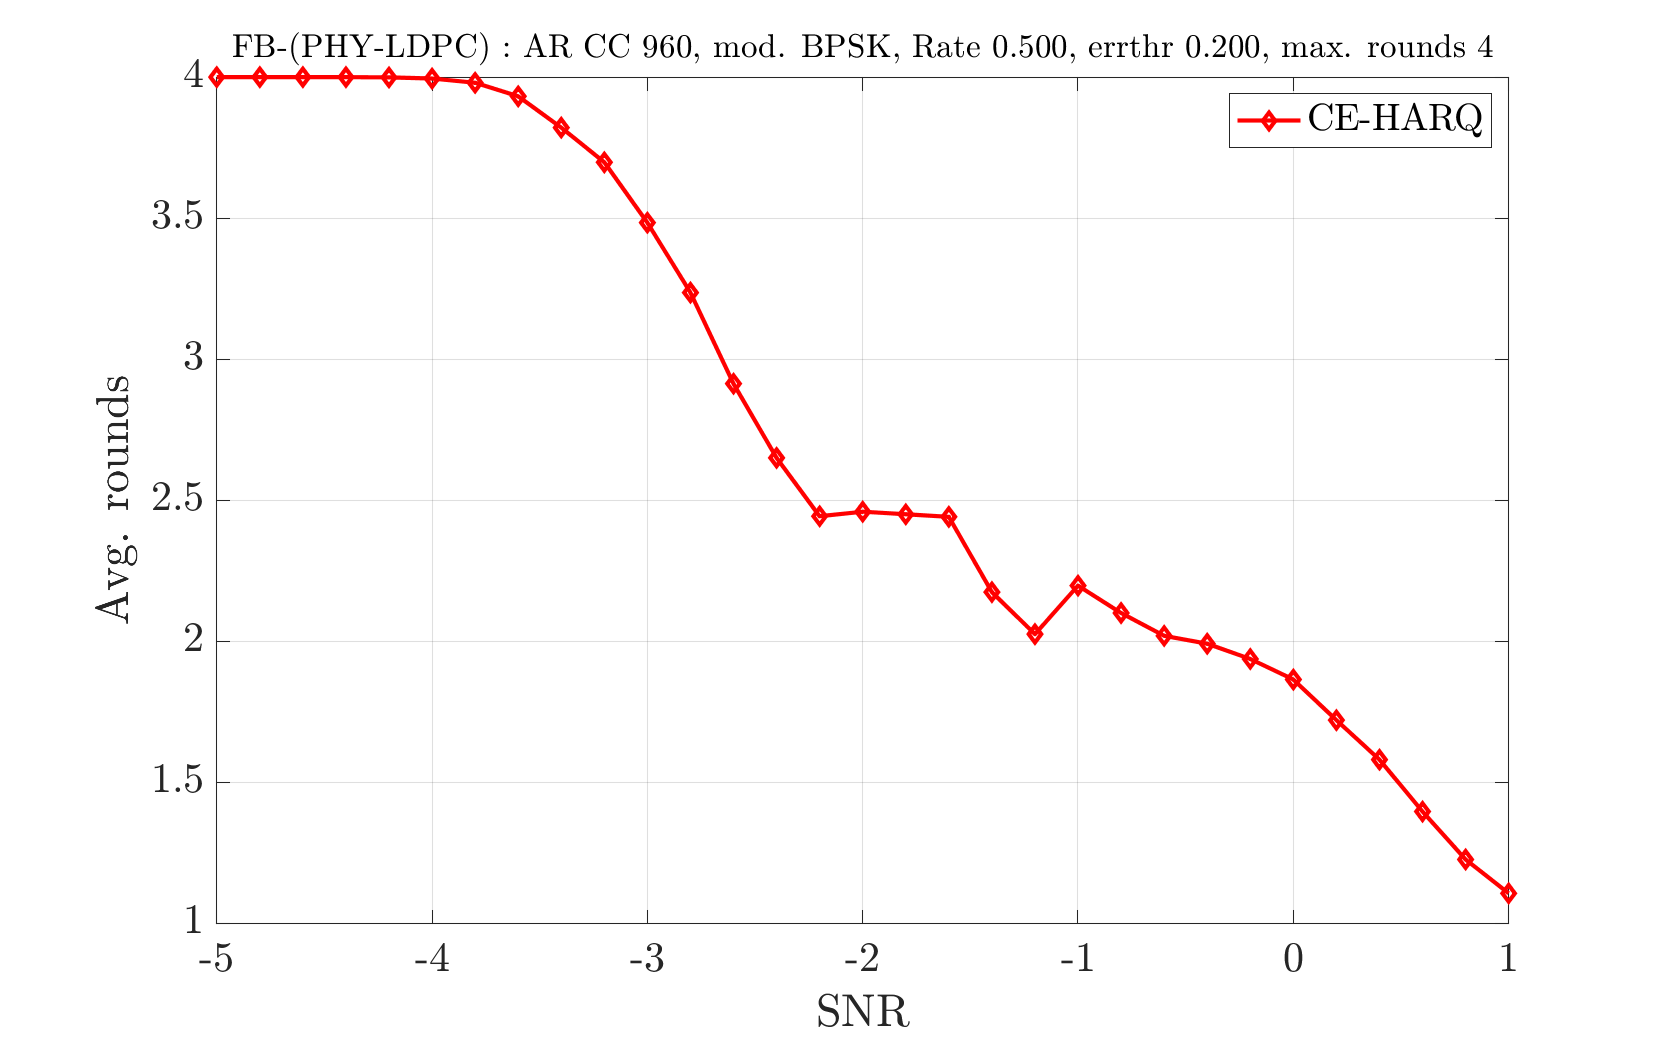 FB-(PHY-LDPC) : AR CC 960, mod. BPSK, Rate 0.500, errthr 0.200, max. rounds 4
CE-HARQ
4
3.5
3
2.5
2
1.5
1
Avg. rounds
-5 -4 -3 -2 -1 0 1
SNR